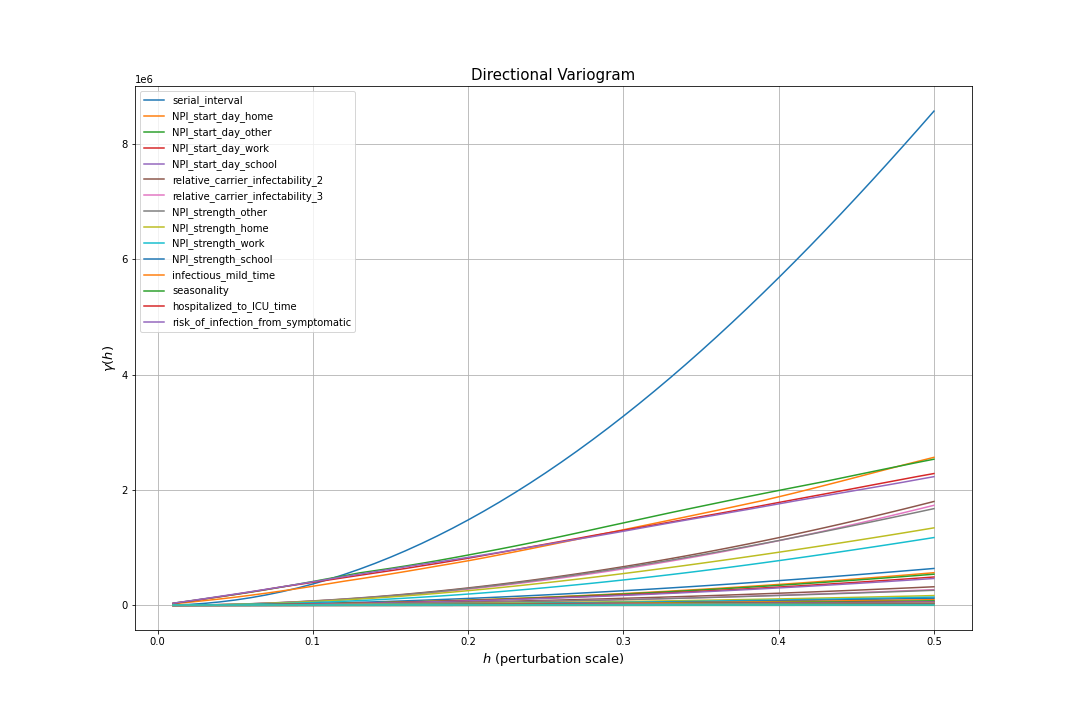 Directional Variogram
1e6
serial_interval
NPI_start_day_home
NPI_start_day_other
NPI_start_day_work
NPI_start_day_school
relative_carrier_infectability_2
relative_carrier_infectability_3
NPI_strength_other
NPI_strength_home
NPI_strength_work
NPI_strength_school
infectious_mild_time
seasonality
hospitalized_to_ICU_time
risk_of_infection_from_symptomatic
8
6
4
2
0
γ(h)
0.0 0.1 0.2 0.3 0.4 0.5
h (perturbation scale)